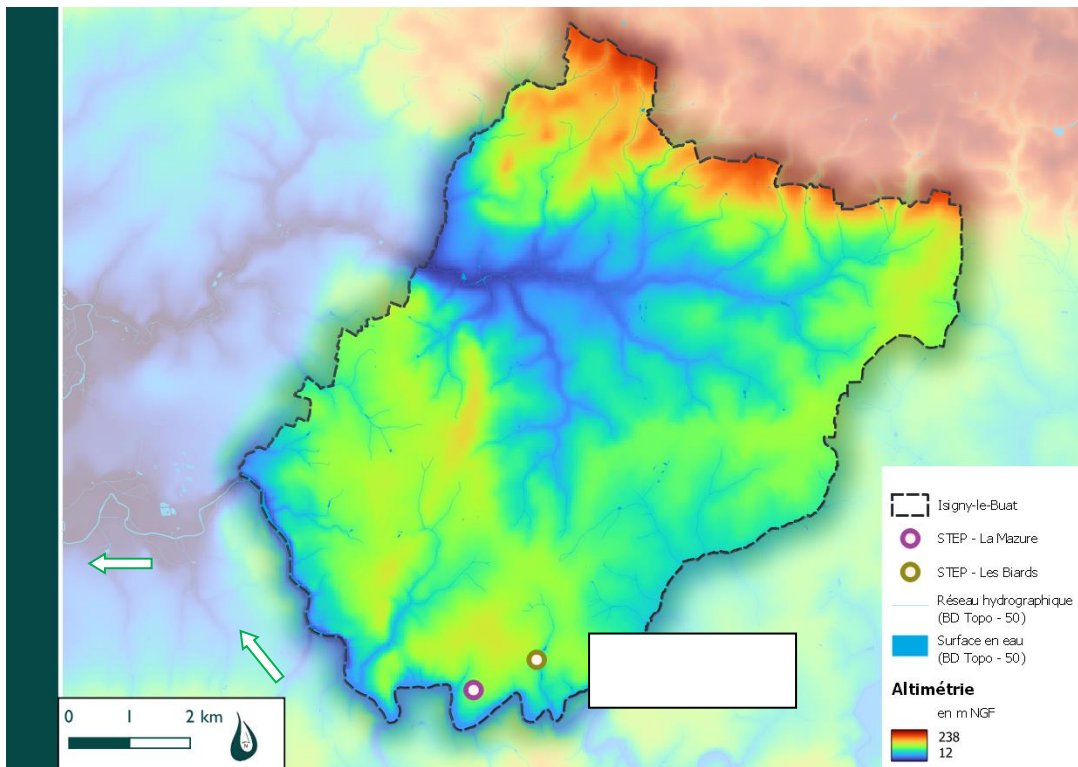 0 1 2 km
Isigny-le-Buat
STEP - La Mazure
STEP - Les Biards
Réseau hydrographique
(BD Topo - 50)
Surface en eau
(BD Topo - 50)
Altimétrie
en m NGF
238
12